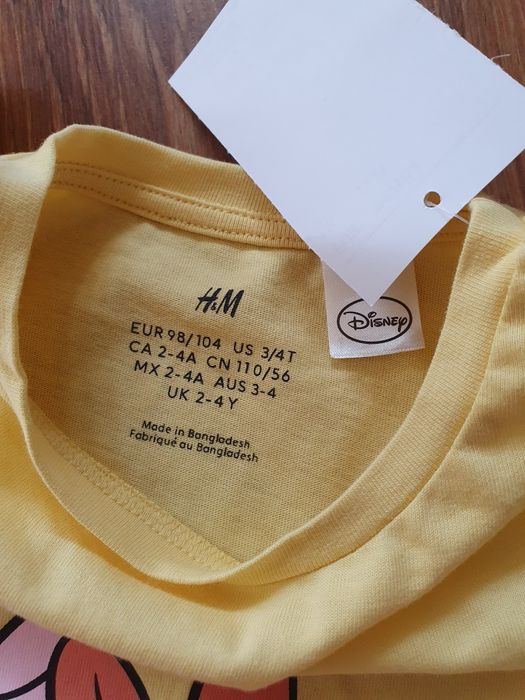 H&M
EUR 98/104 US 3/4T
CA 2-4A CN 110/56
MX 2-4A AUS 3-4
UK 2-4Y
Made in Bangladesh
Fabriqué au Bangladesh
Disney